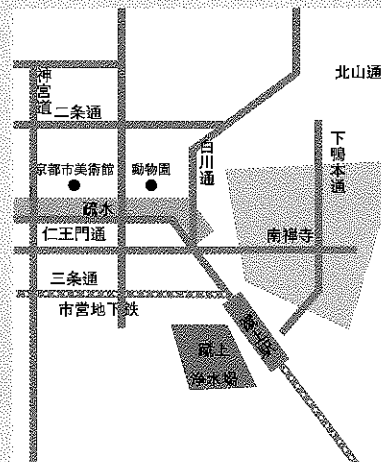 北山通
神宮道
二条通
白川通
下鴨本通
京都市美術館
動物園
疏水
仁王門通
南禅寺
三条通
市営地下鉄
蹴上
浄水場